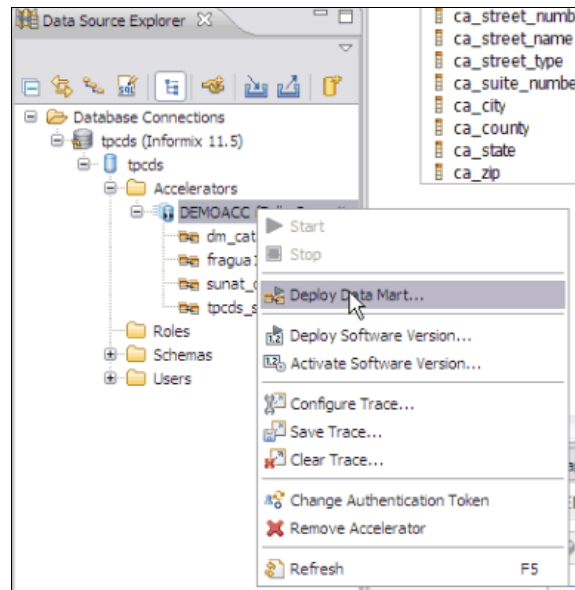 Data Source Explorer
ca_street_numb
ca_street_name
ca_street_type
ca_suite_numbe
ca_city
ca_county
ca_state
ca_zip
SQL
Database Connections
tpcds (Informix 11.5)
tpcds
Accelerators
DEMOACC
dm_cat
fragua
sunat_
tpcds_s
Roles
Schemas
Users
Start
Stop
Deploy Data Mart...
Deploy Software Version...
Activate Software Version...
Configure Trace...
Save Trace...
Clear Trace...
Change Authentication Token
Remove Accelerator
Refresh F5